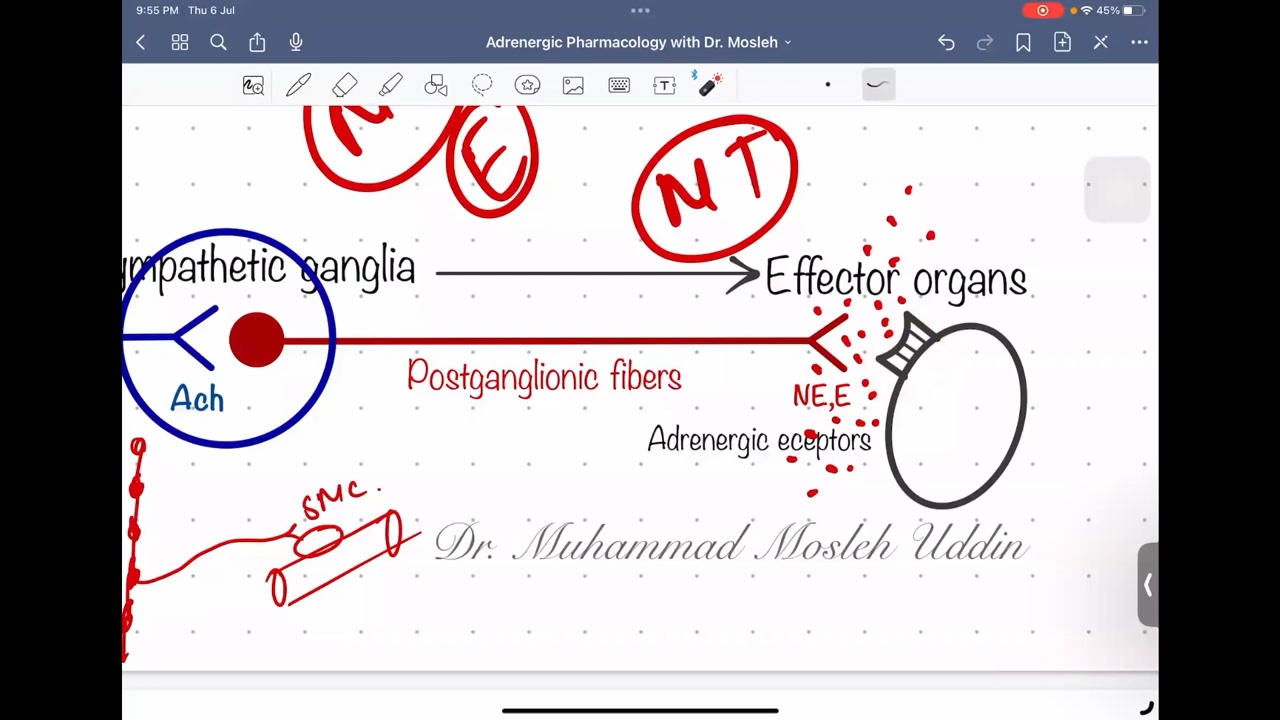 9:55 PM Thu 6 Jul
45%
Adrenergic Pharmacology with Dr. Mosleh
T
N
E
NT
ympathetic ganglia
Effector organs
Postganglionic fibers
Ach
NE,E
Adrenergic eceptors
SMC.
Dr. Muhammad Mosleh Uddin